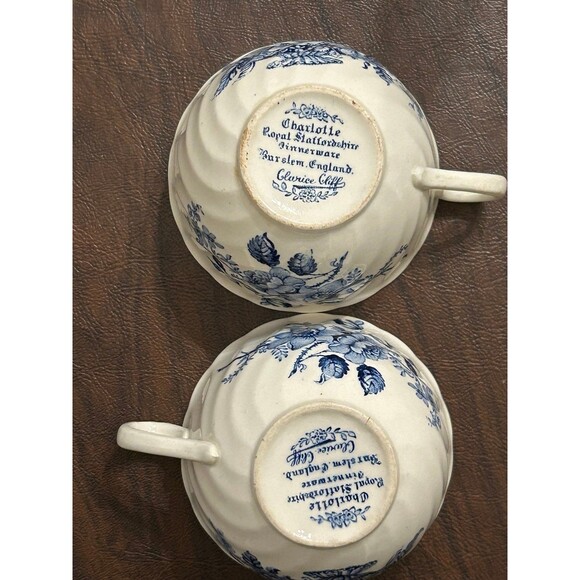 Charlotte
Royal Staffordshire
Dinnerware
Burslem, England.
Clarice Cliff
Charlotte
Royal Staffordshire
Dinnerware
Burslem, England.
Clarice Cliff